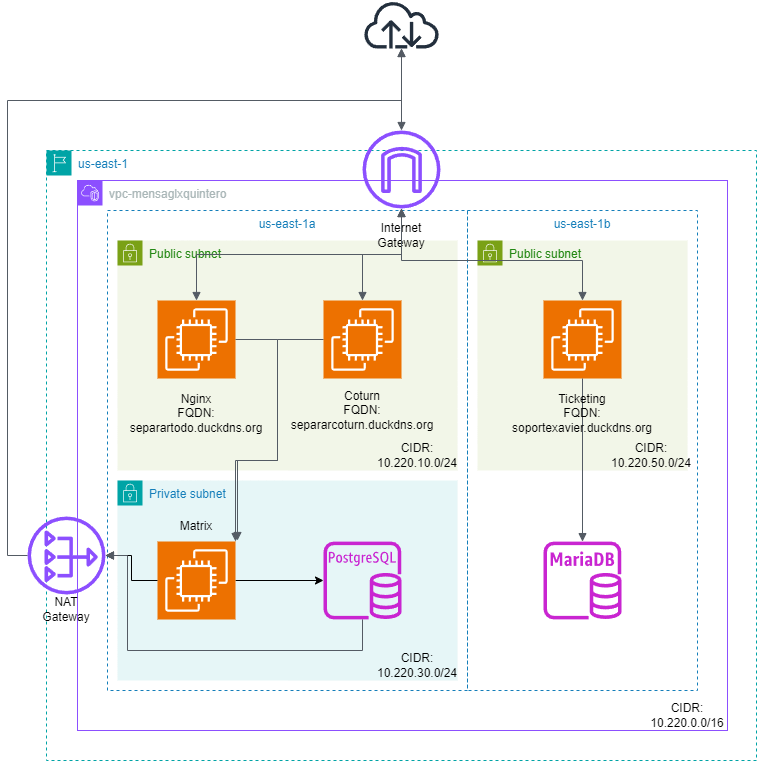 us-east-1
vpc-mensaglxquintero
us-east-1a
Internet
Gateway
us-east-1b
Public subnet
Public subnet
Nginx
FQDN:
separartodo.duckdns.org
Coturn
FQDN:
separarcoturn.duckdns.org
Ticketing
FQDN:
soportexavier.duckdns.org
CIDR:
10.220.10.0/24
CIDR:
10.220.50.0/24
Private subnet
Matrix
PostgreSQL
MariaDB
NAT
Gateway
CIDR:
10.220.30.0/24
CIDR:
10.220.0.0/16